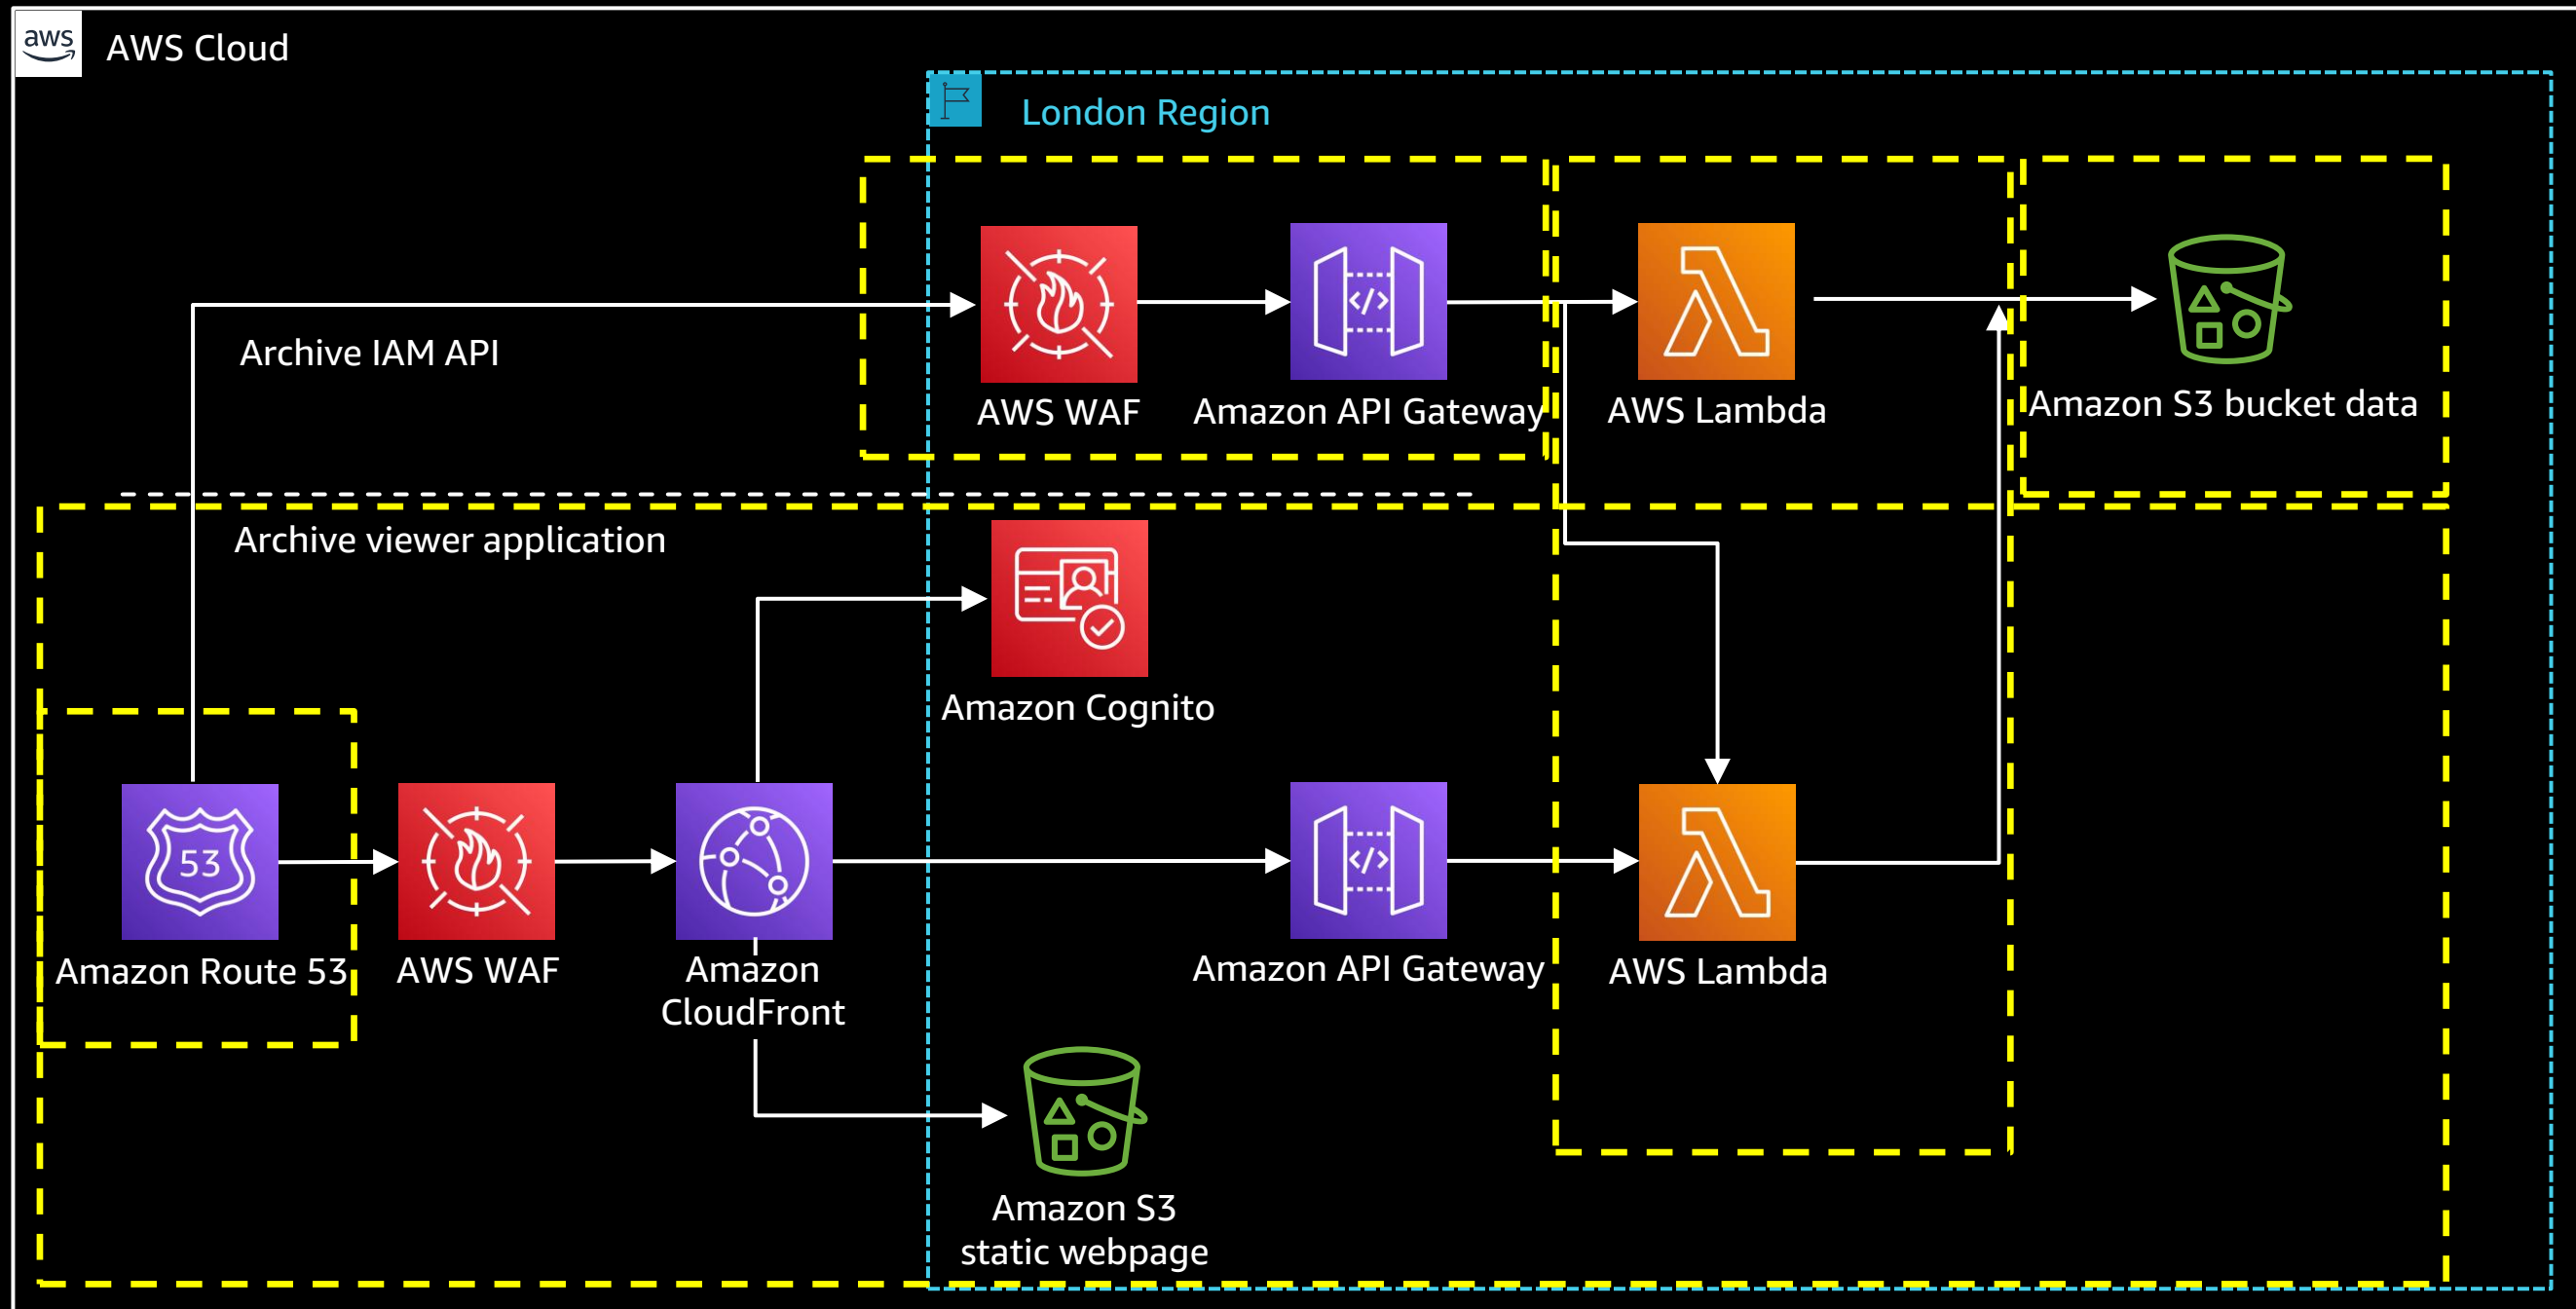 aws
AWS Cloud
London Region
Archive IAM API
</>
AWS WAF
Amazon API Gateway
AWS Lambda
Amazon S3 bucket data
Archive viewer application
Amazon Cognito
53
</>
Amazon Route 53
AWS WAF
Amazon
CloudFront
Amazon API Gateway
AWS Lambda
Amazon S3
static webpage